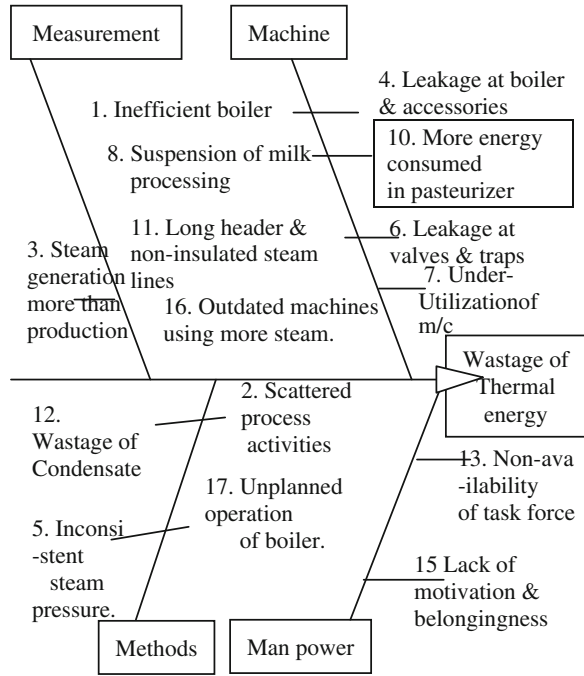 Measurement
Machine
1. Inefficient boiler
4. Leakage at boiler
& accessories
8. Suspension of milk
processing
10. More energy
consumed
in pasteurizer
11. Long header &
non-insulated steam
lines
6. Leakage at
valves & traps
3. Steam
generation
more than
production
7. Under-
Utilizationof
m/c
16. Outdated machines
using more steam.
Wastage of
Thermal
energy
12.
Wastage of
Condensate
2. Scattered
process
activities
13. Non-ava
-ilability
of task force
17. Unplanned
operation
of boiler.
5. Inconsi
-stent
steam
pressure.
15 Lack of
motivation &
belongingness
Methods
Man power